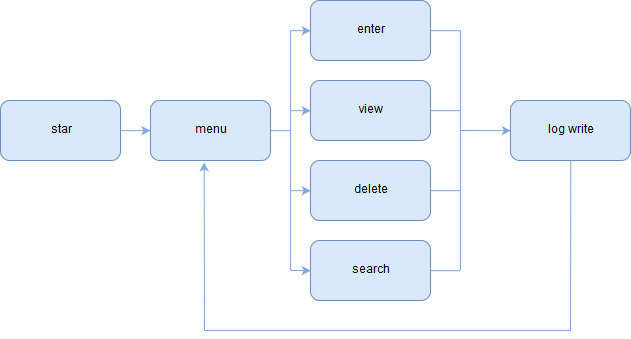 star
menu
enter
view
delete
search
log write